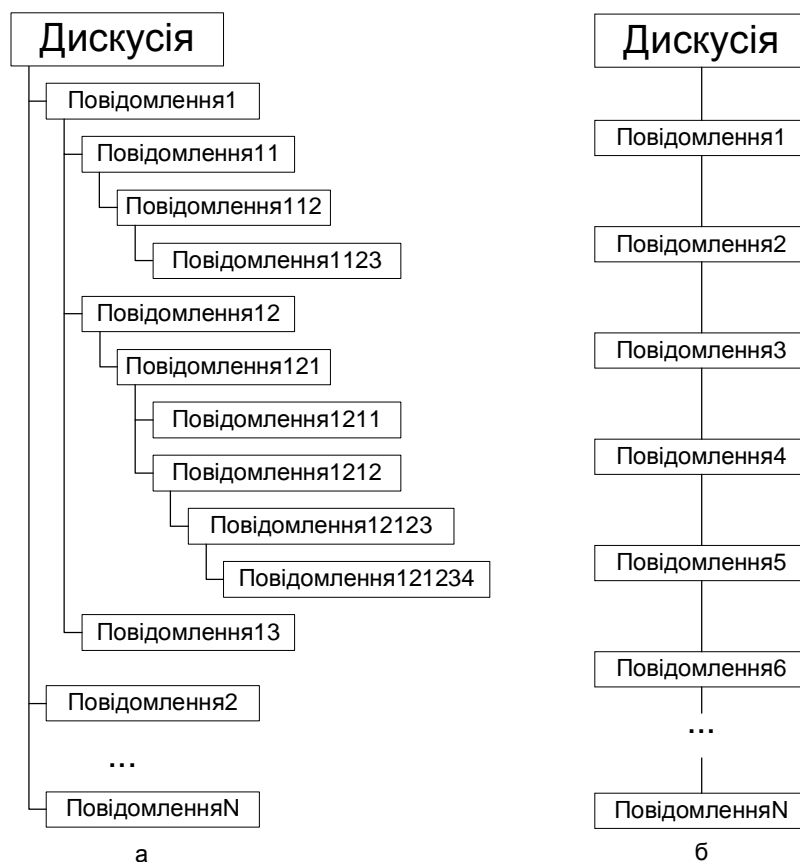 Дискусія
Повідомлення1
Повідомлення11
Повідомлення112
Повідомлення1123
Повідомлення12
Повідомлення121
Повідомлення1211
Повідомлення1212
Повідомлення12123
Повідомлення121234
Повідомлення13
Повідомлення2
...
ПовідомленняN
а
Дискусія
Повідомлення1
Повідомлення2
Повідомлення3
Повідомлення4
Повідомлення5
Повідомлення6
...
ПовідомленняN
б